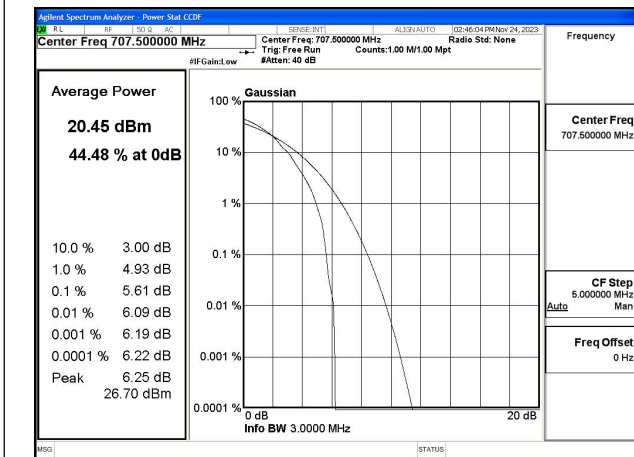 Agilent Spectrum Analyzer - Power Stat CCDF
RL RF 50 Ω AC SENSE:INT ALIGN AUTO 02:46:04 PM Nov 24, 2023
Center Freq 707.500000 MHz
Center Freq: 707.500000 MHz Radio Std: None
Trig: Free Run Counts:1.00 M/1.00 Mpt
#IFGain:Low #Atten: 40 dB
Frequency
Average Power
20.45 dBm
44.48 % at 0dB
10.0 % 3.00 dB
1.0 % 4.93 dB
0.1 % 5.61 dB
0.01 % 6.09 dB
0.001 % 6.19 dB
0.0001 % 6.22 dB
Peak 6.25 dB
26.70 dBm
Gaussian
100 %
10 %
1 %
0.1 %
0.01 %
0.001 %
0.0001 %
0 dB 20 dB
Info BW 3.0000 MHz
Center Freq
707.500000 MHz
CF Step
5.000000 MHz
Auto Man
Freq Offset
0 Hz
MSG STATUS